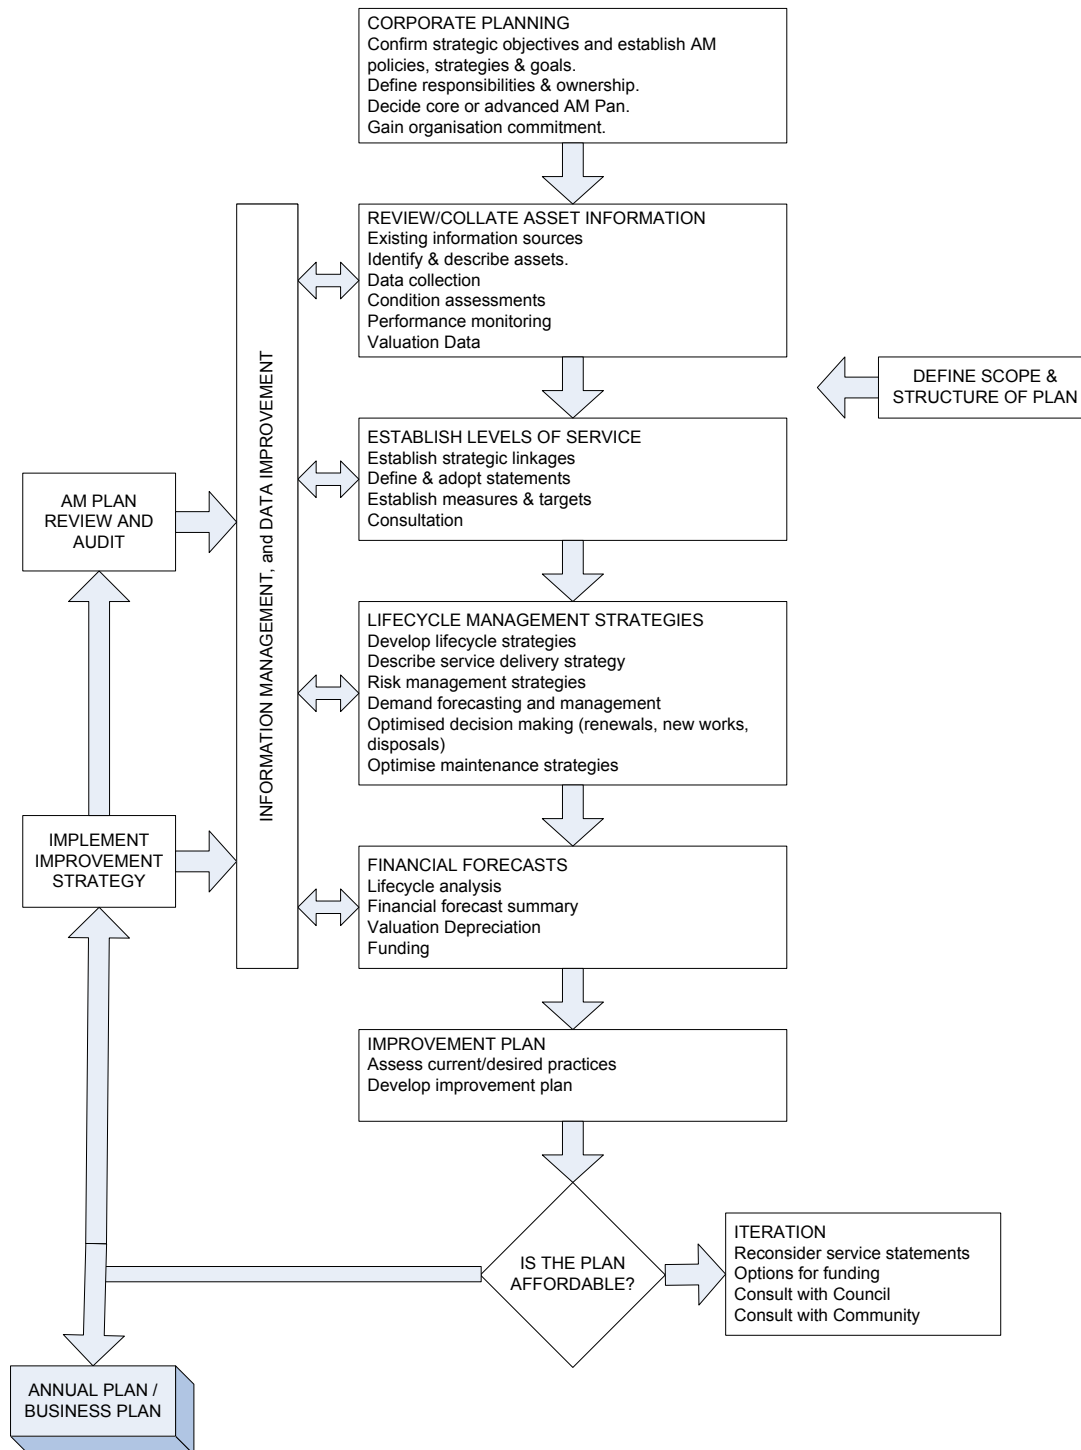 CORPORATE PLANNING
Confirm strategic objectives and establish AM
policies, strategies & goals.
Define responsibilities & ownership.
Decide core or advanced AM Pan.
Gain organisation commitment.
REVIEW/COLLATE ASSET INFORMATION
Existing information sources
Identify & describe assets.
Data collection
Condition assessments
Performance monitoring
Valuation Data
DEFINE SCOPE &
STRUCTURE OF PLAN
INFORMATION MANAGEMENT, and DATA IMPROVEMENT
ESTABLISH LEVELS OF SERVICE
Establish strategic linkages
Define & adopt statements
Establish measures & targets
Consultation
AM PLAN
REVIEW AND
AUDIT
LIFECYCLE MANAGEMENT STRATEGIES
Develop lifecycle strategies
Describe service delivery strategy
Risk management strategies
Demand forecasting and management
Optimised decision making (renewals, new works,
disposals)
Optimise maintenance strategies
IMPLEMENT
IMPROVEMENT
STRATEGY
FINANCIAL FORECASTS
Lifecycle analysis
Financial forecast summary
Valuation Depreciation
Funding
IMPROVEMENT PLAN
Assess current/desired practices
Develop improvement plan
IS THE PLAN
AFFORDABLE?
ITERATION
Reconsider service statements
Options for funding
Consult with Council
Consult with Community
ANNUAL PLAN /
BUSINESS PLAN